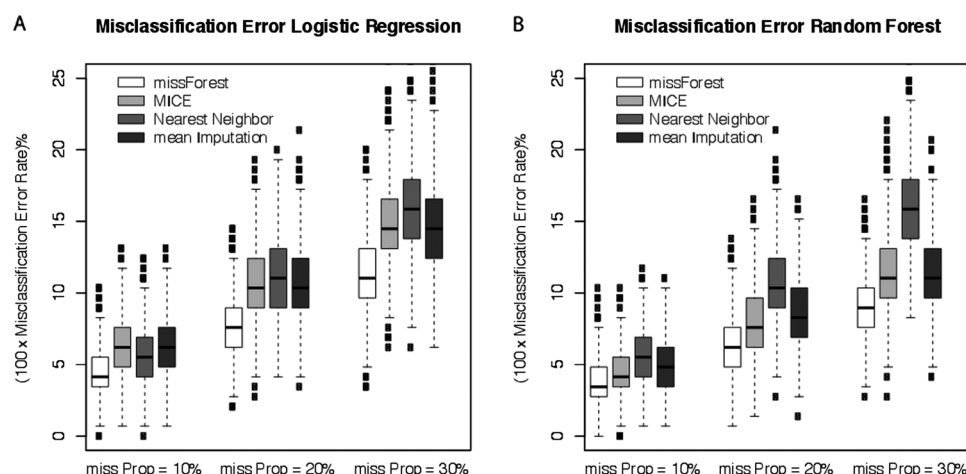 A
Misclassification Error Logistic Regression
(100 x Misclassification Error Rate)%
25
20
15
10
5
0
missForest
MICE
Nearest Neighbor
mean Imputation
miss Prop = 10%
miss Prop = 20%
miss Prop = 30%
B
Misclassification Error Random Forest
(100 x Misclassification Error Rate)%
25
20
15
10
5
0
missForest
MICE
Nearest Neighbor
mean Imputation
miss Prop = 10%
miss Prop = 20%
miss Prop = 30%